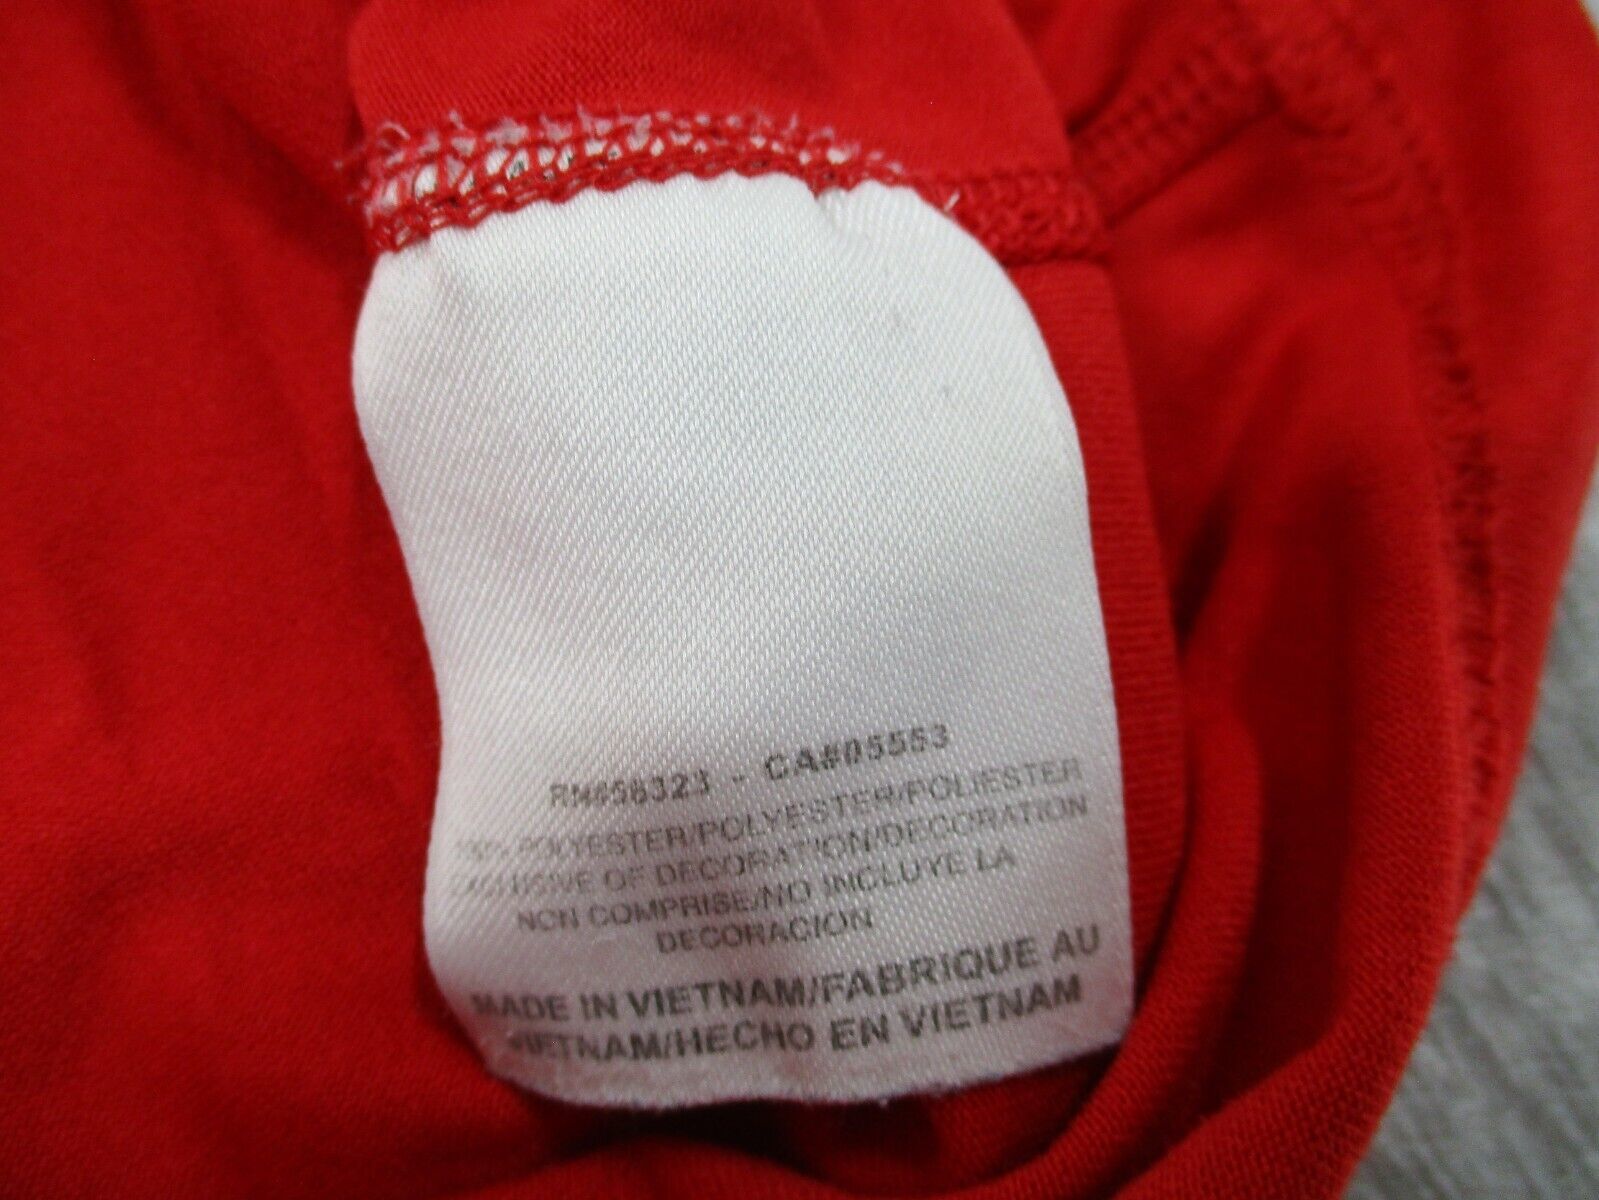 RN#58323 - CA#05553
100% POLYESTER/POLYESTER/POLIESTER
EXCLUSIVE OF DECORATION/DECORATION
NON COMPRISE/NO INCLUYE LA
DECORACION
MADE IN VIETNAM/FABRIQUE AU
VIETNAM/HECHO EN VIETNAM